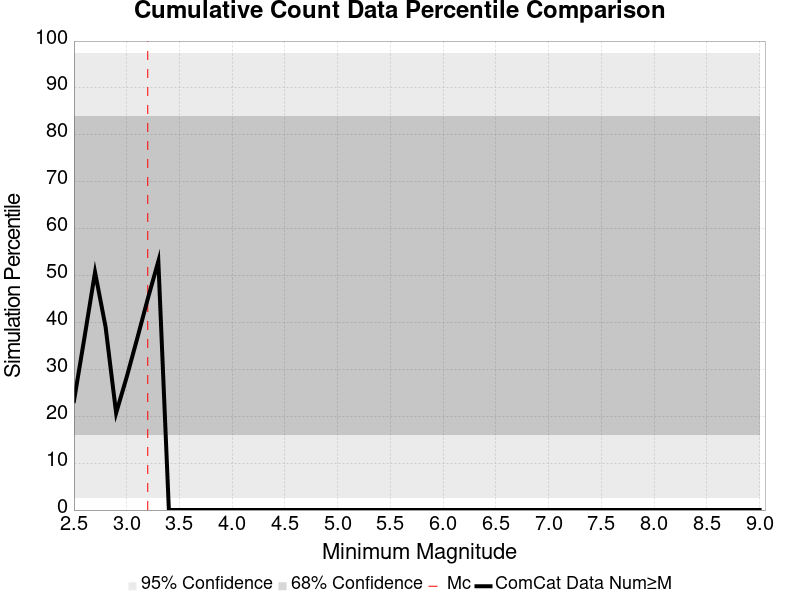 Cumulative Count Data Percentile Comparison
100
90
80
70
60
50
40
30
20
10
0
Simulation Percentile
2.5 3.0 3.5 4.0 4.5 5.0 5.5 6.0 6.5 7.0 7.5 8.0 8.5 9.0
Minimum Magnitude
95% Confidence 68% Confidence Mc ComCat Data Num≥M